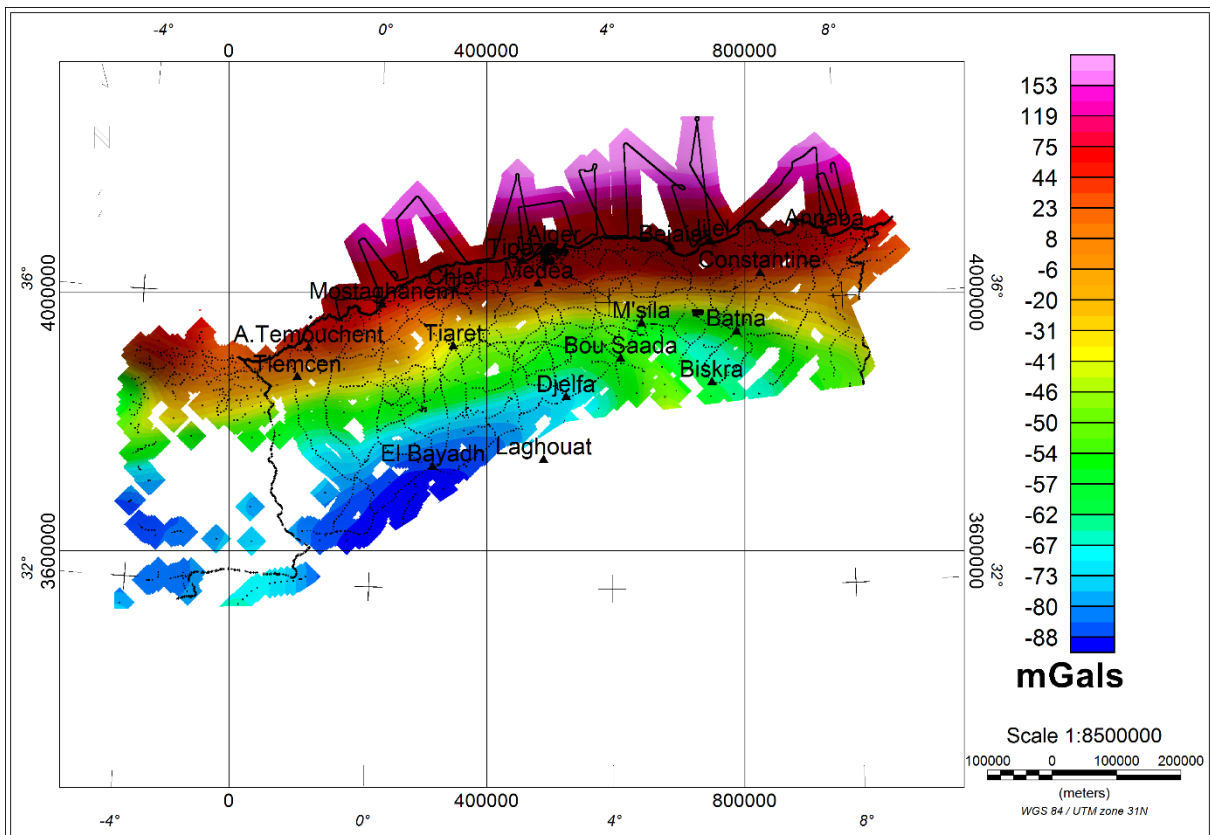 -4° 0° 4° 8°
0 400000 800000
153
119
75
44
23
8
-6
-20
-31
-41
-46
-50
-54
-57
-62
-67
-73
-80
-88
mGals
Scale 1:8500000
100000 0 100000 200000
(meters)
WGS 84 / UTM zone 31N
N
Annaba
Alger
Bejaia
Jijel
Tipaza
Constantine
Medea
Chlef
Mostaghanem
M'sila
Batna
A.Temouchent
Tiaret
Bou Saada
Tlemcen
Biskra
Djelfa
El Bayadh
Laghouat
36°
4000000
4000000
36°
32°
3600000
3600000
32°
0 400000 800000
-4° 0° 4° 8°